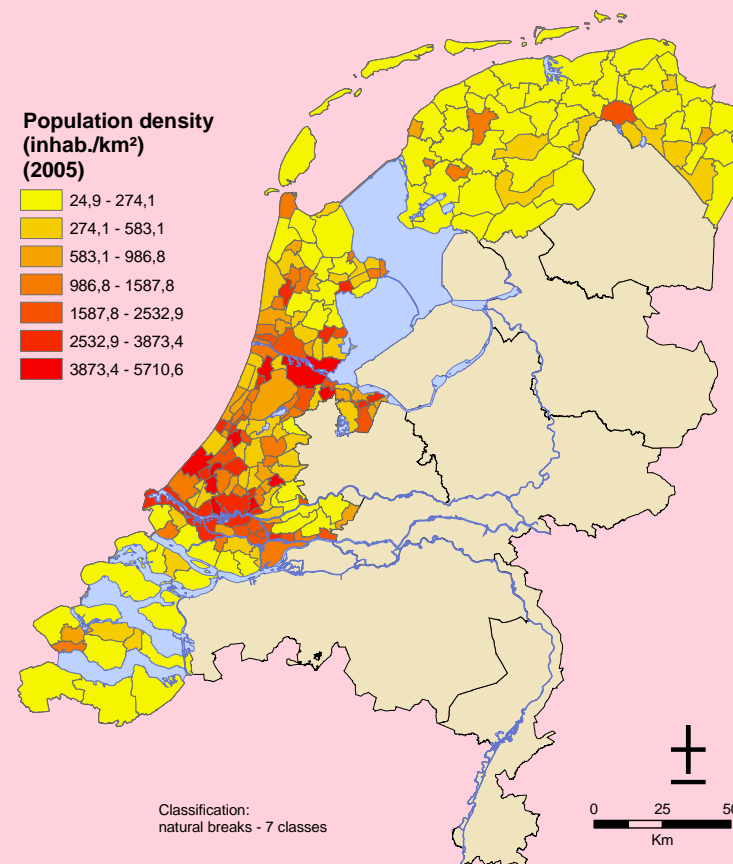 Population density
(inhab./km²)
(2005)
24,9 - 274,1
274,1 - 583,1
583,1 - 986,8
986,8 - 1587,8
1587,8 - 2532,9
2532,9 - 3873,4
3873,4 - 5710,6
Classification:
natural breaks - 7 classes
0 25 50
Km